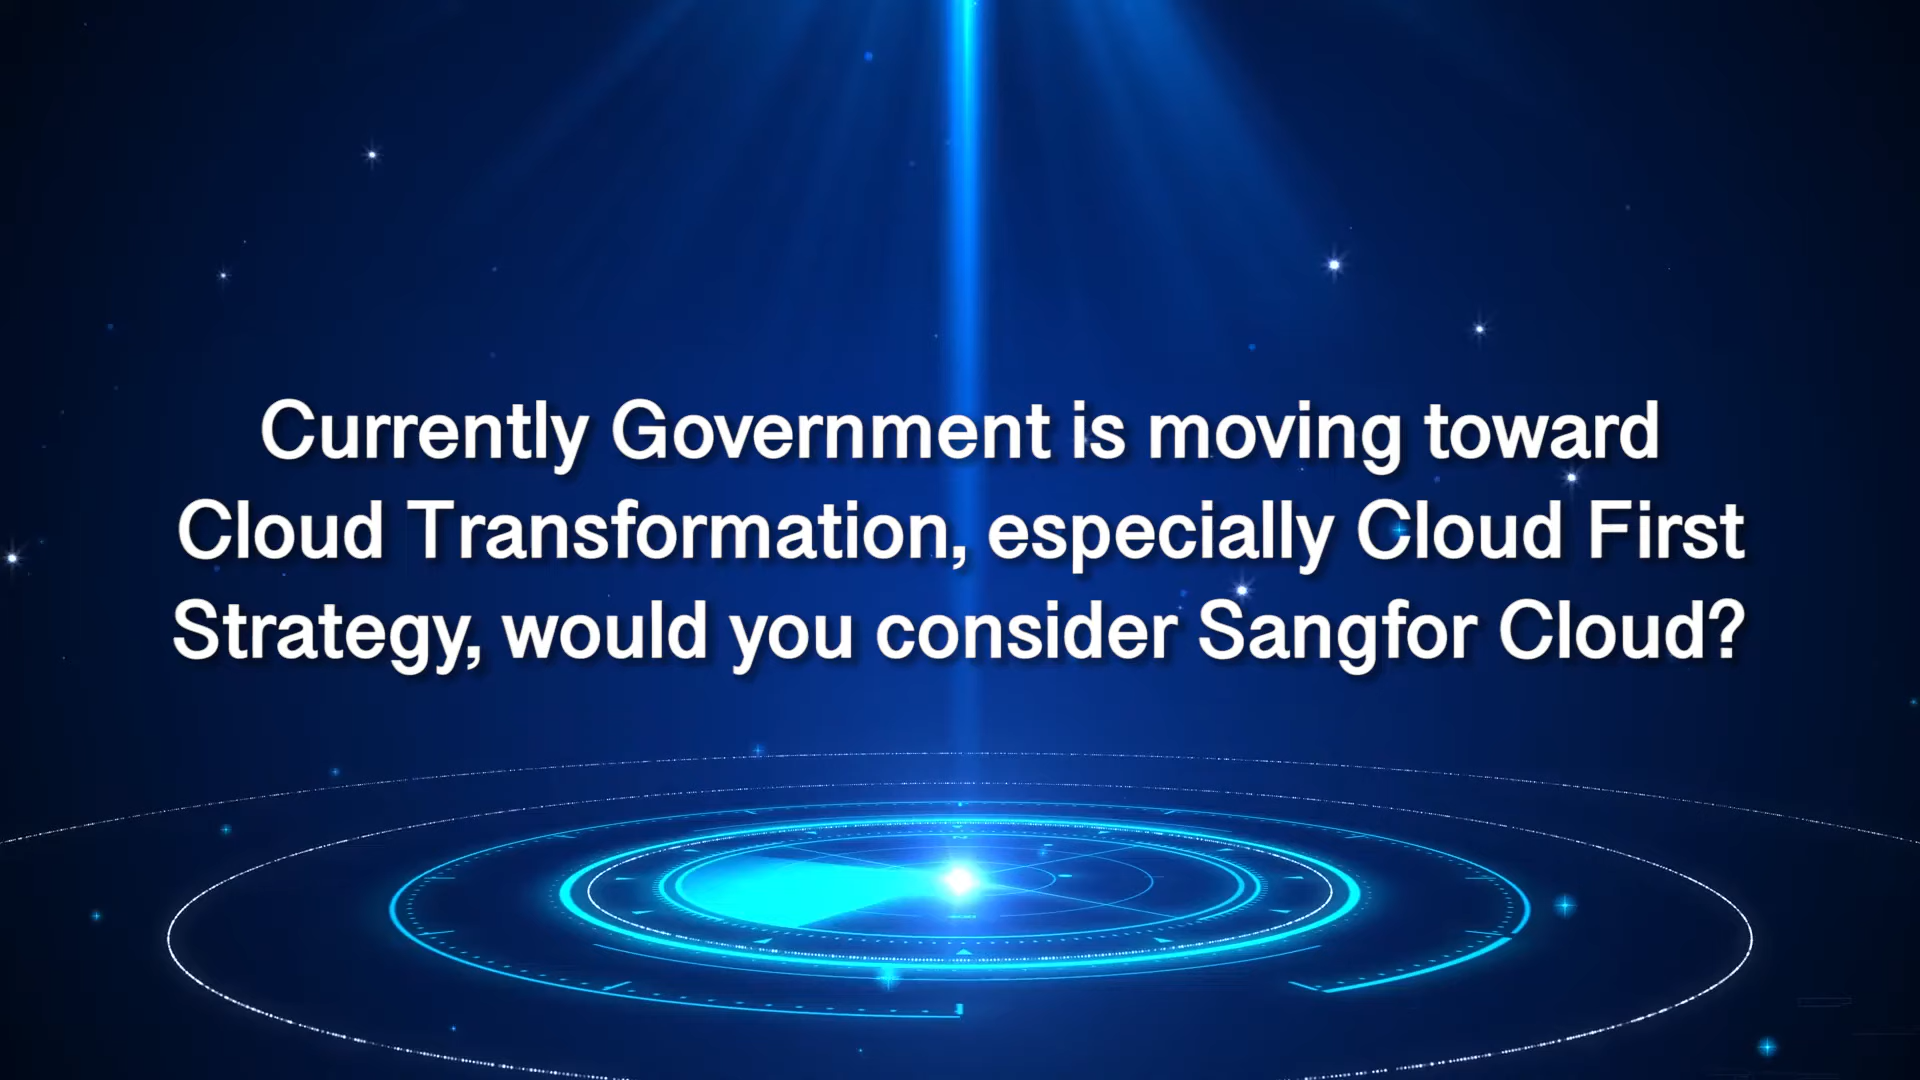 Currently Government is moving toward
Cloud Transformation, especially Cloud First
Strategy, would you consider Sangfor Cloud?